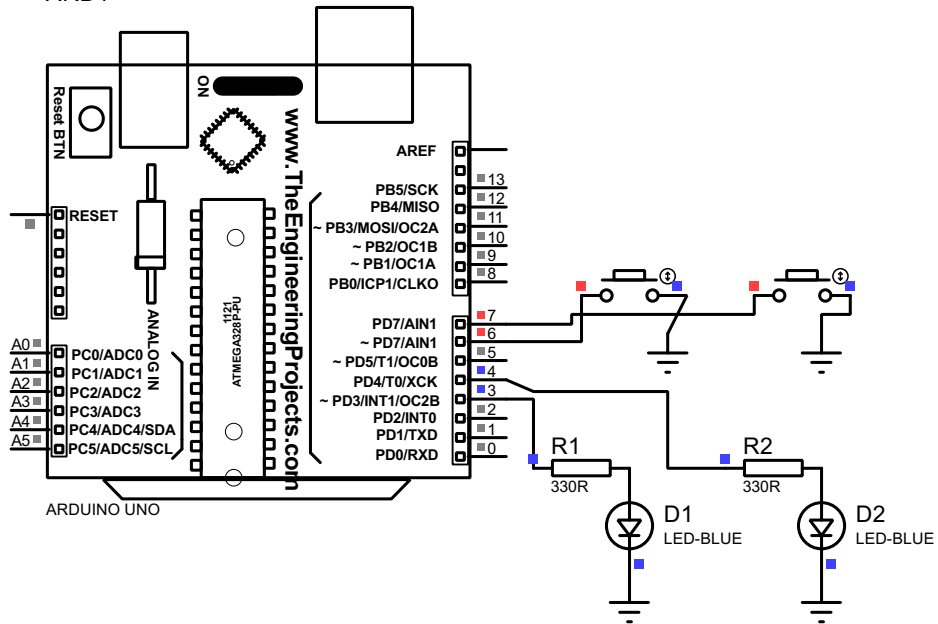 ON
Reset BTN
www.TheEngineeringProjects.com
AREF
13
PB5/SCK
12
PB4/MISO
11
~ PB3/MOSI/OC2A
10
~ PB2/OC1B
9
~ PB1/OC1A
8
PB0/ICP1/CLKO
RESET
1121
ATMEGA328P-PU
ANALOG IN
7
PD7/AIN1
6
~ PD7/AIN1
5
~ PD5/T1/OC0B
4
PD4/T0/XCK
3
~ PD3/INT1/OC2B
2
PD2/INT0
1
PD1/TXD
0
PD0/RXD
A0
PC0/ADC0
A1
PC1/ADC1
A2
PC2/ADC2
A3
PC3/ADC3
A4
PC4/ADC4/SDA
A5
PC5/ADC5/SCL
ARDUINO UNO
R1
330R
R2
330R
D1
LED-BLUE
D2
LED-BLUE